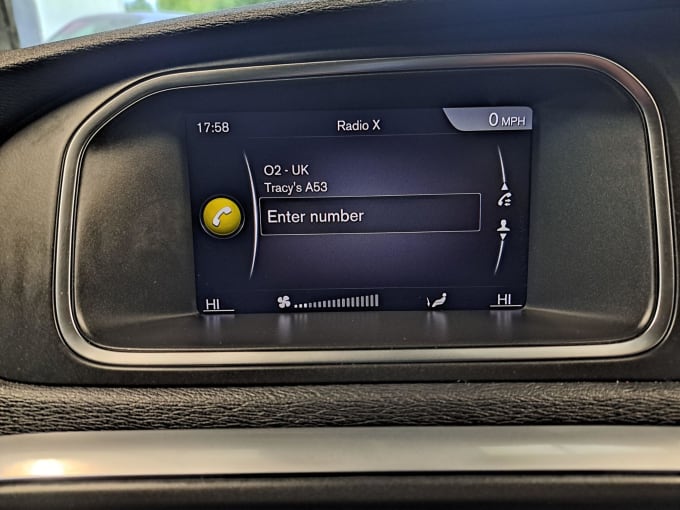 17:58
Radio X
0 MPH
O2 - UK
Tracy's A53
Enter number
HI
HI